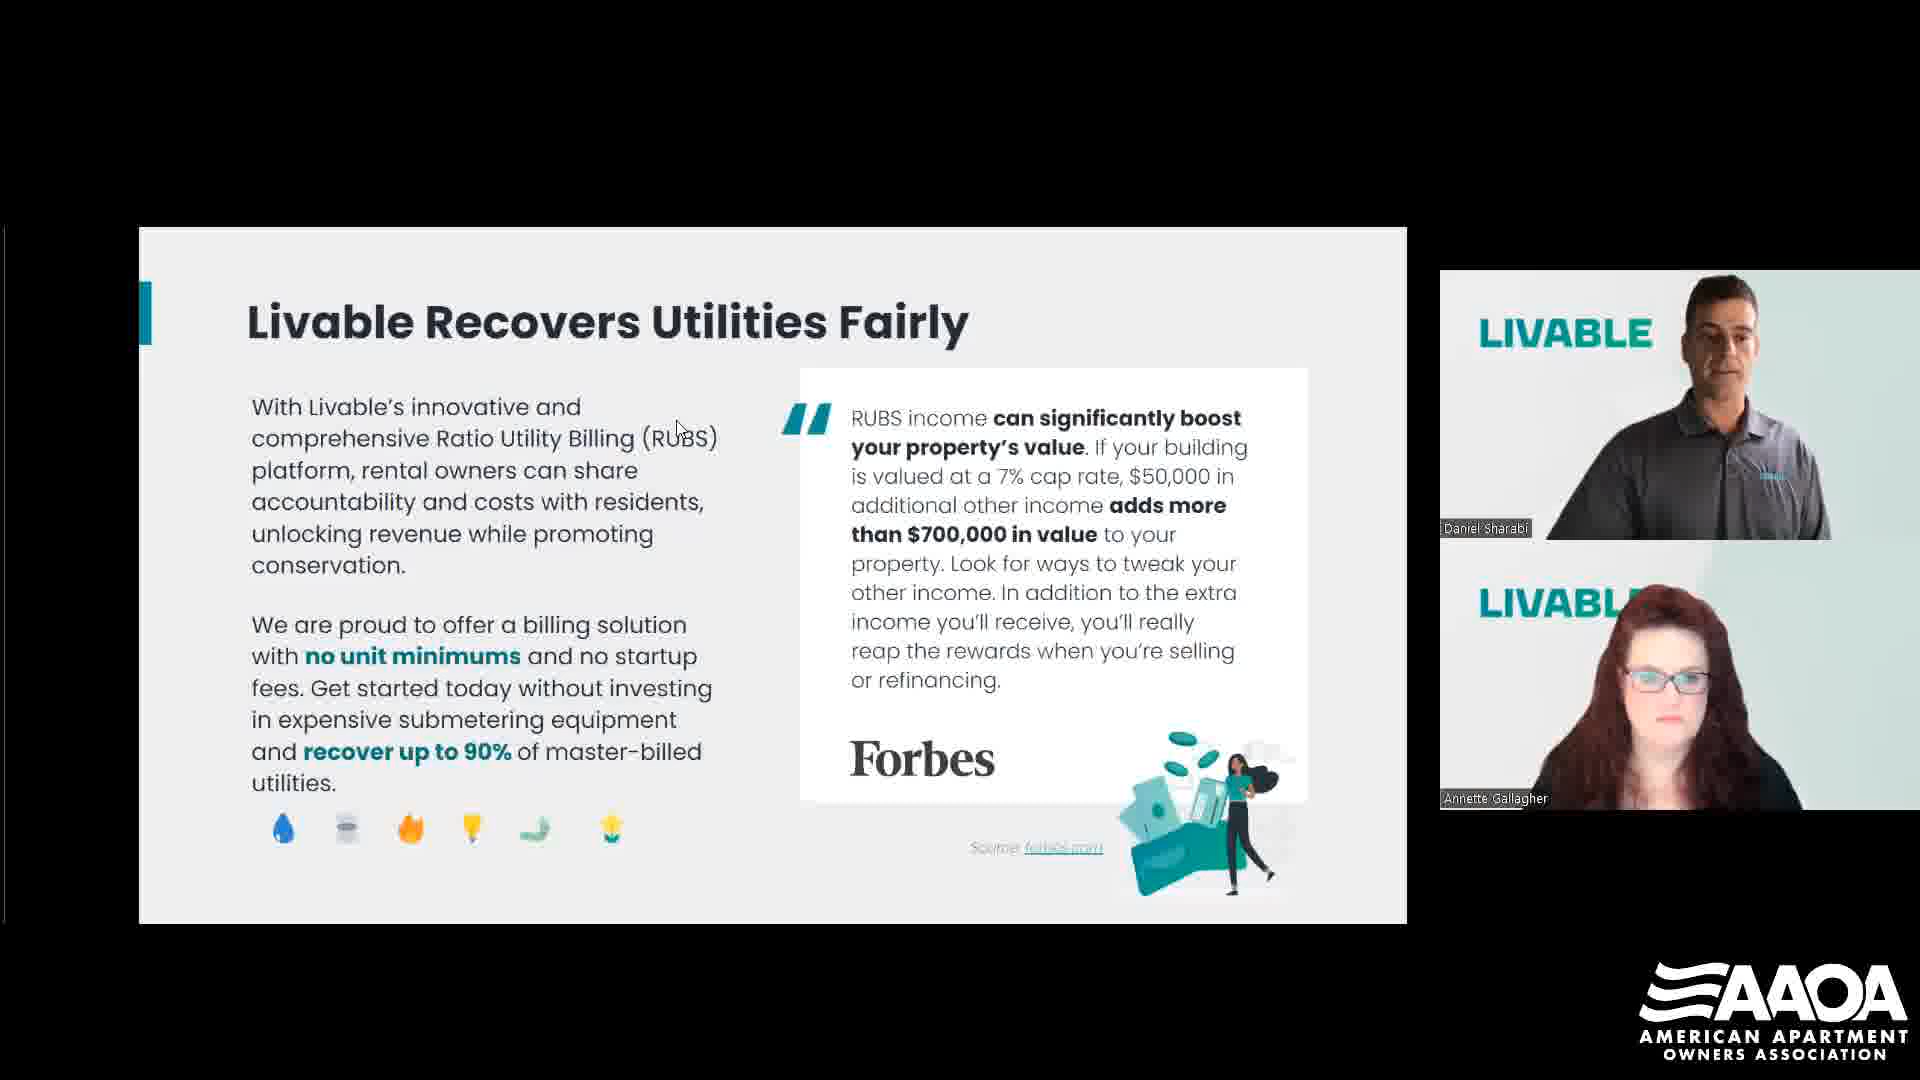 Livable Recovers Utilities Fairly
With Livable's innovative and
comprehensive Ratio Utility Billing (RUBS)
platform, rental owners can share
accountability and costs with residents,
unlocking revenue while promoting
conservation.
We are proud to offer a billing solution
with no unit minimums and no startup
fees. Get started today without investing
in expensive submetering equipment
and recover up to 90% of master-billed
utilities.
RUBS income can significantly boost
your property's value. If your building
is valued at a 7% cap rate, $50,000 in
additional other income adds more
than $700,000 in value to your
property. Look for ways to tweak your
other income. In addition to the extra
income you'll receive, you'll really
reap the rewards when you're selling
or refinancing.
Forbes
Source: forbes.com
LIVABLE
Daniel Sharabi
LIVABL
Annette Gallagher
AAOA
AMERICAN APARTMENT
OWNERS ASSOCIATION